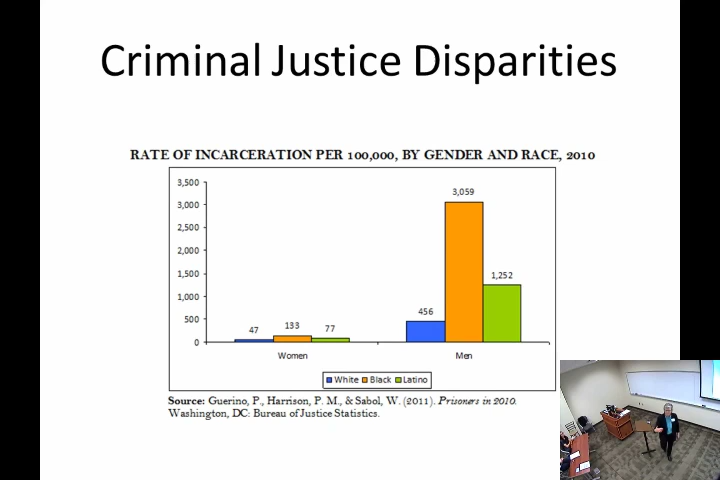 Criminal Justice Disparities
RATE OF INCARCERATION PER 100,000, BY GENDER AND RACE, 2010
3,500
3,000
2,500
2,000
1,500
1,000
500
0
47
133
77
456
3,059
1,252
Women
Men
White Black Latino
Source: Guerino, P., Harrison, P. M., & Sabol, W. (2011). Prisoners in 2010.
Washington, DC: Bureau of Justice Statistics.